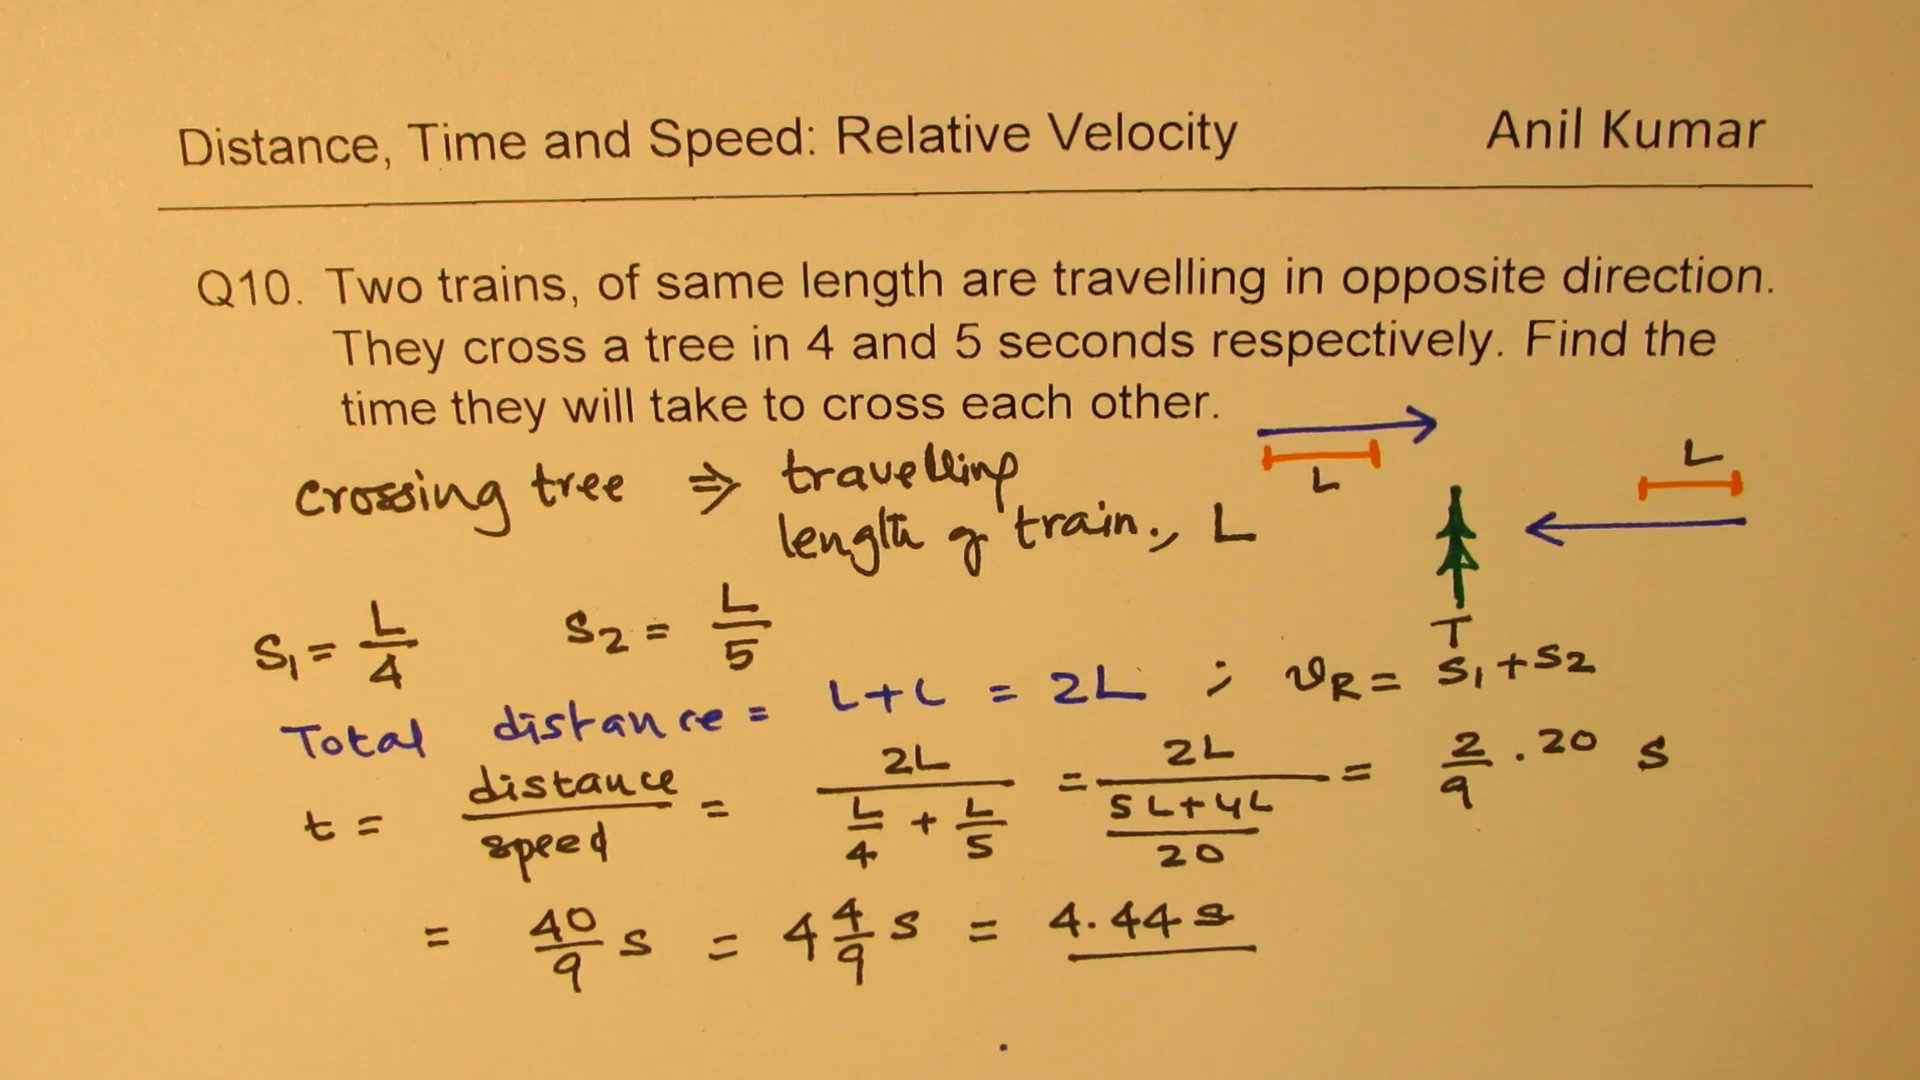 Distance, Time and Speed: Relative Velocity Anil Kumar
Q10. Two trains, of same length are travelling in opposite direction.
They cross a tree in 4 and 5 seconds respectively. Find the
time they will take to cross each other.
crossing tree ⇒ travelling
length of train., L
L
L
T
S₁ = L/4 S₂ = L/5
Total distance = L+L = 2L ; vR = S₁+S₂
t = distance/speed = 2L/(L/4 + L/5) = 2L/((5L+4L)/20) = 2/9 . 20 s
= 40/9 s = 4 4/9 s = 4.44 s